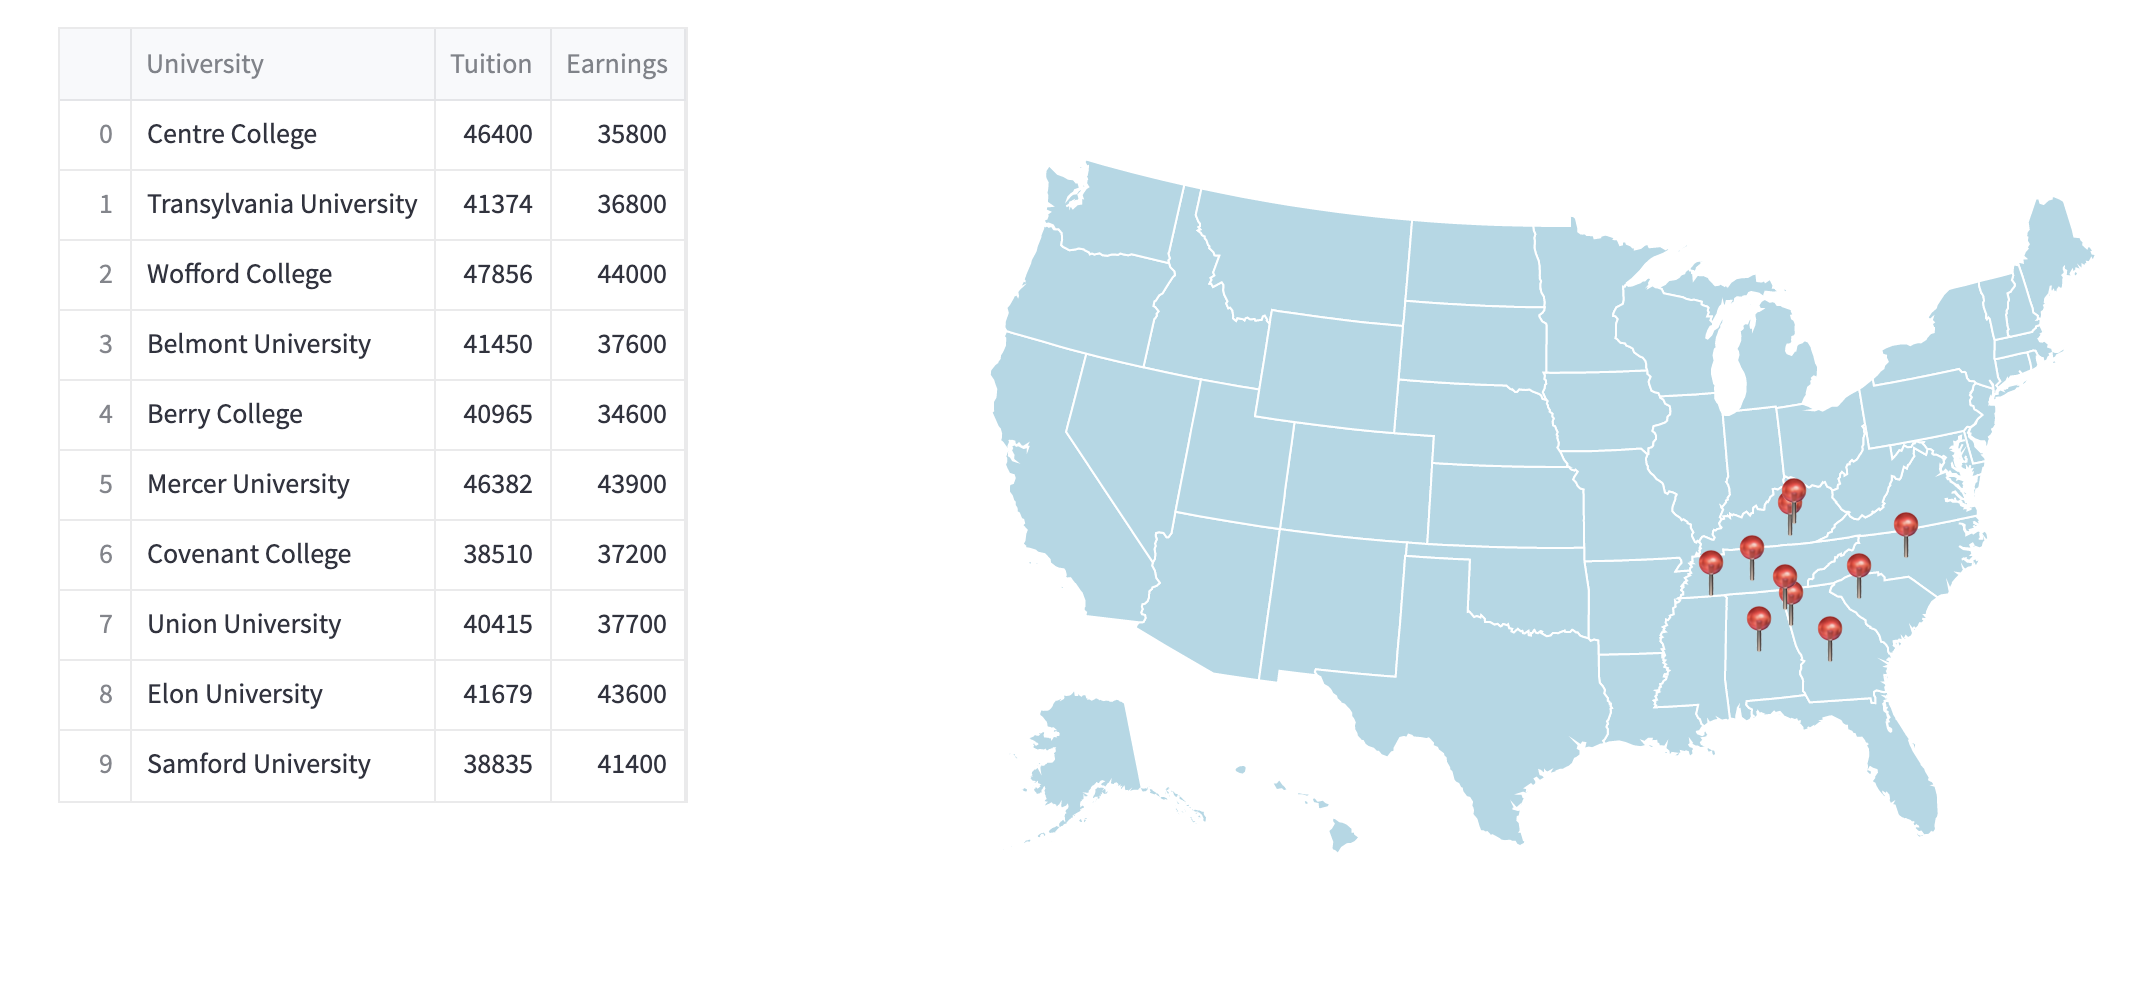 University Tuition Earnings
0 Centre College 46400 35800
1 Transylvania University 41374 36800
2 Wofford College 47856 44000
3 Belmont University 41450 37600
4 Berry College 40965 34600
5 Mercer University 46382 43900
6 Covenant College 38510 37200
7 Union University 40415 37700
8 Elon University 41679 43600
9 Samford University 38835 41400